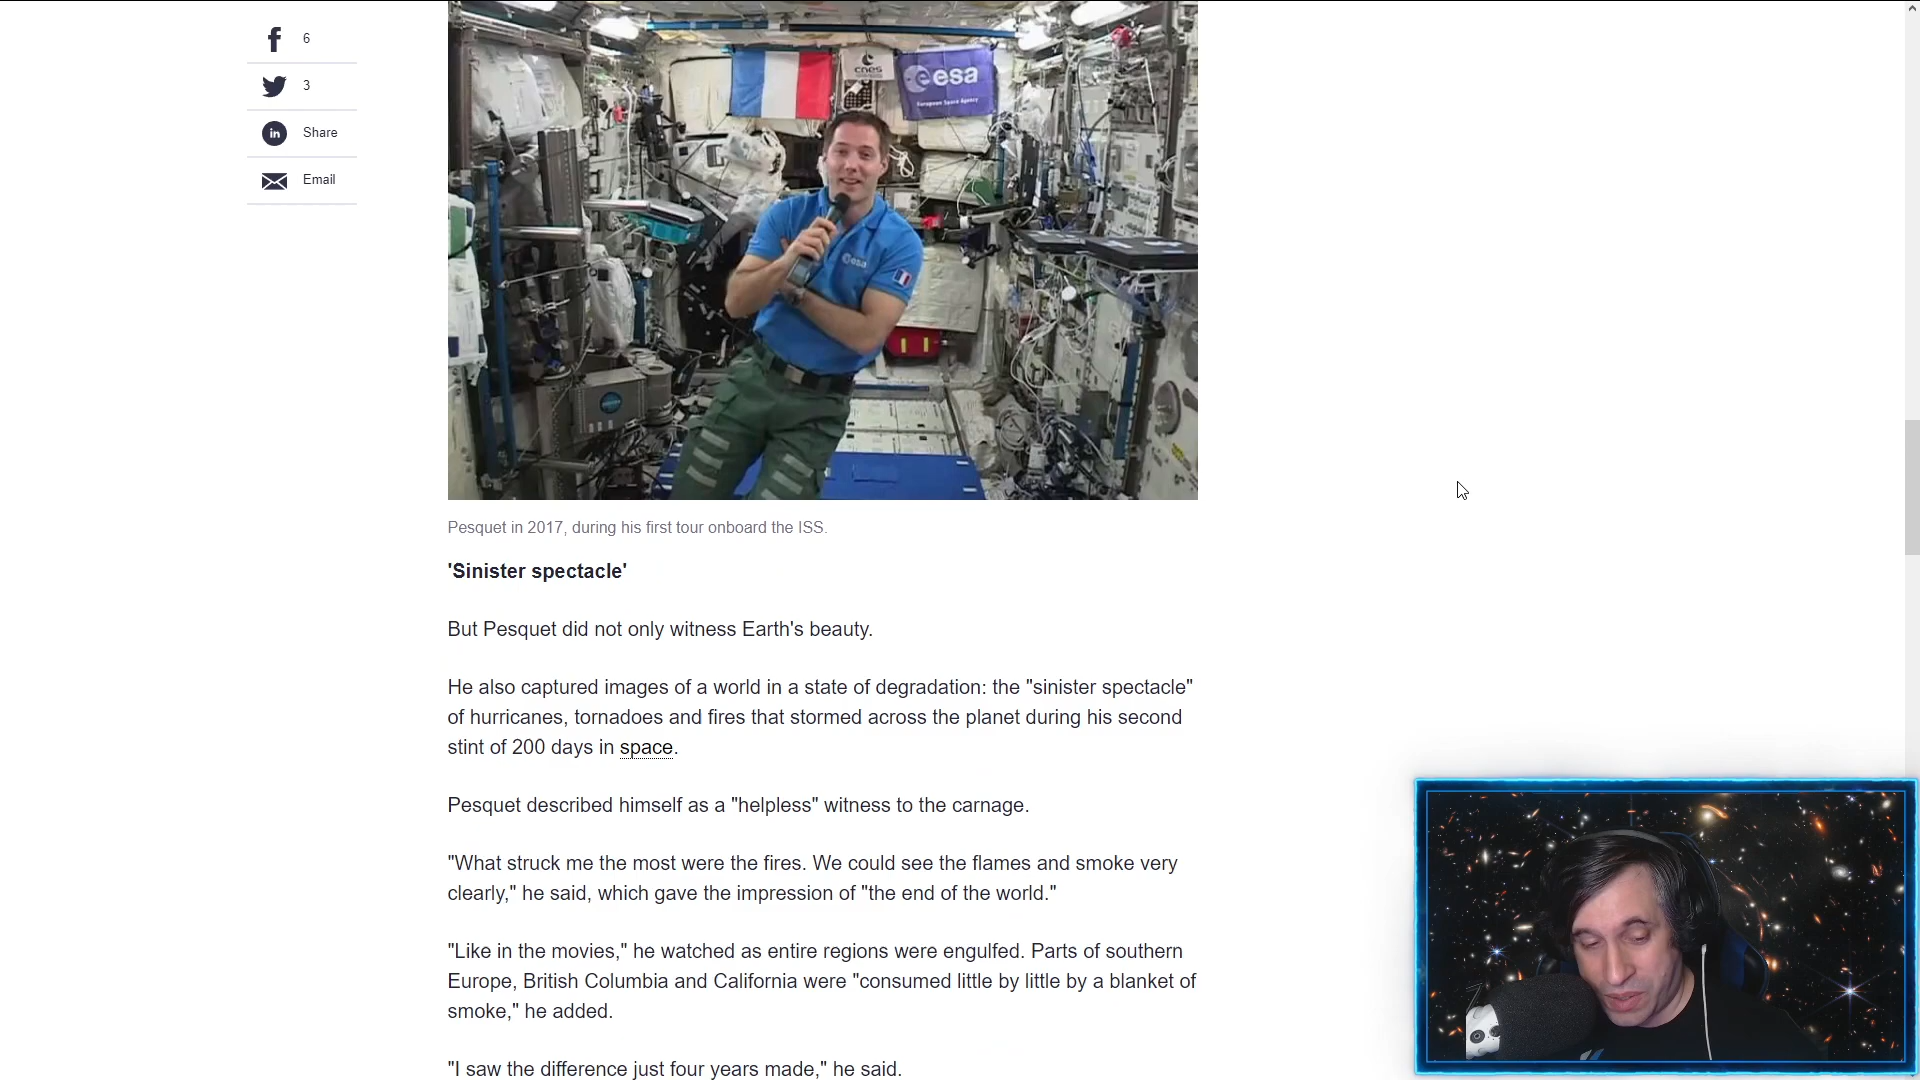 6
3
Share
Email
cnes
esa
European Space Agency
esa
Pesquet in 2017, during his first tour onboard the ISS.
'Sinister spectacle'
But Pesquet did not only witness Earth's beauty.
He also captured images of a world in a state of degradation: the "sinister spectacle"
of hurricanes, tornadoes and fires that stormed across the planet during his second
stint of 200 days in space.
Pesquet described himself as a "helpless" witness to the carnage.
"What struck me the most were the fires. We could see the flames and smoke very
clearly," he said, which gave the impression of "the end of the world."
"Like in the movies," he watched as entire regions were engulfed. Parts of southern
Europe, British Columbia and California were "consumed little by little by a blanket of
smoke," he added.
"I saw the difference just four years made," he said.